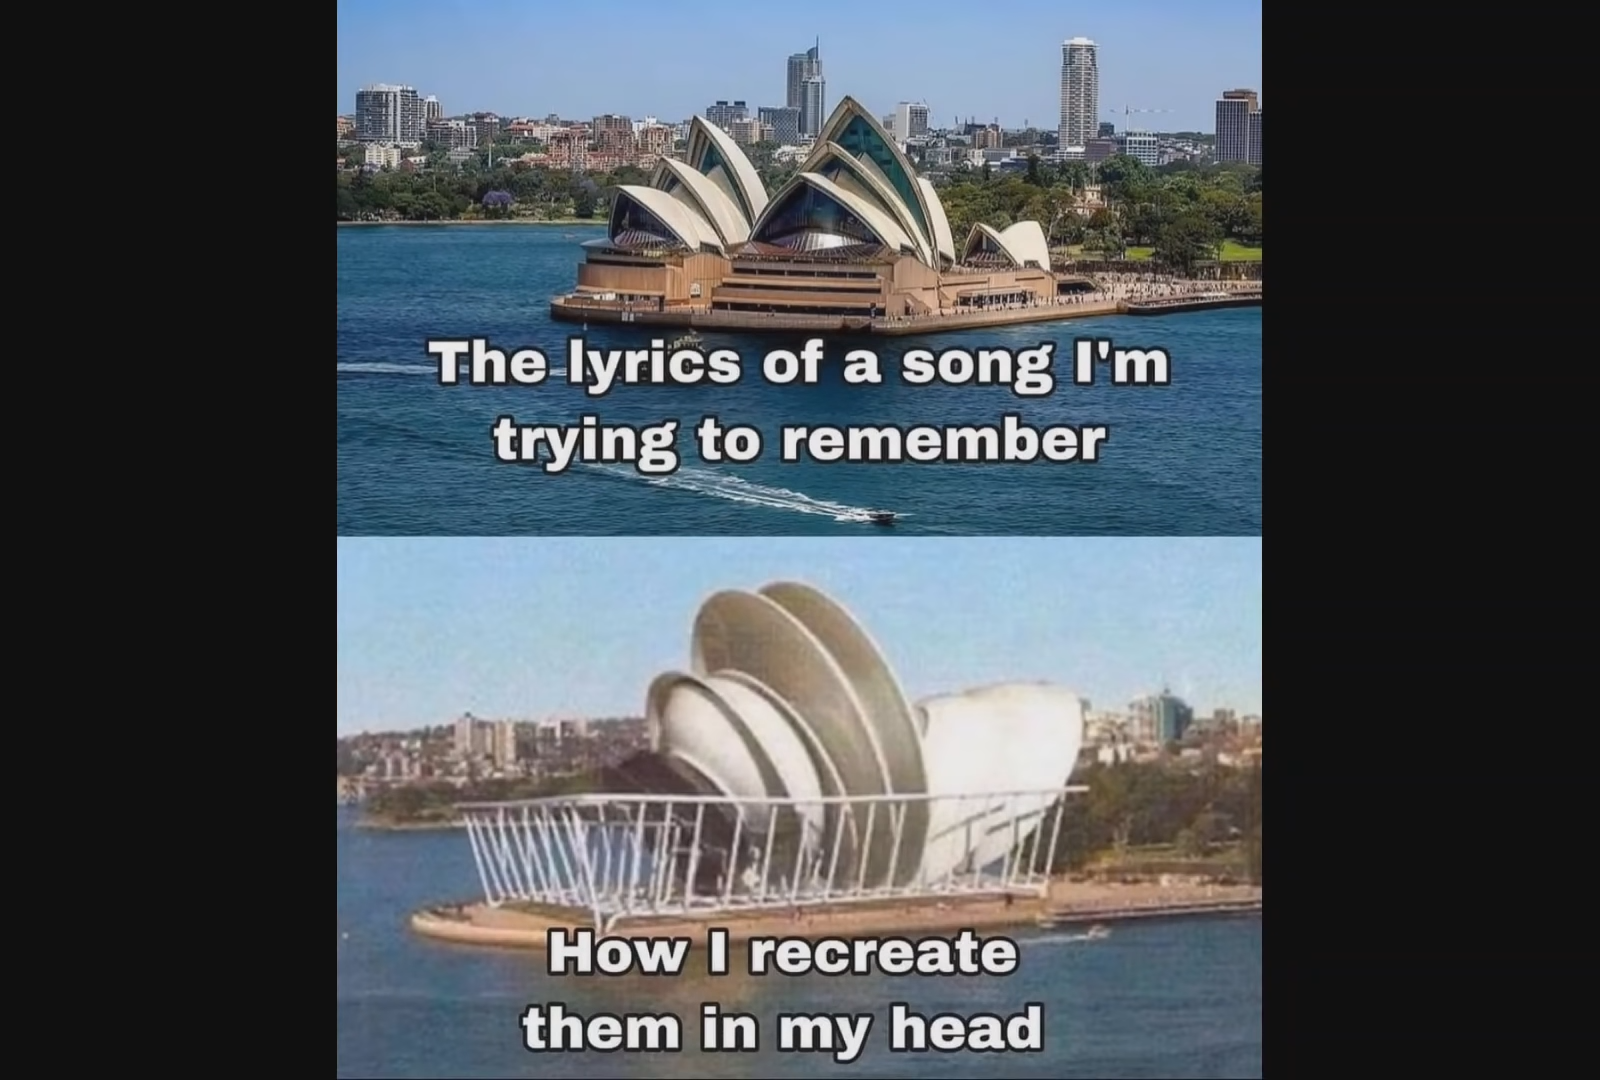 The lyrics of a song I'm
trying to remember
How I recreate
them in my head